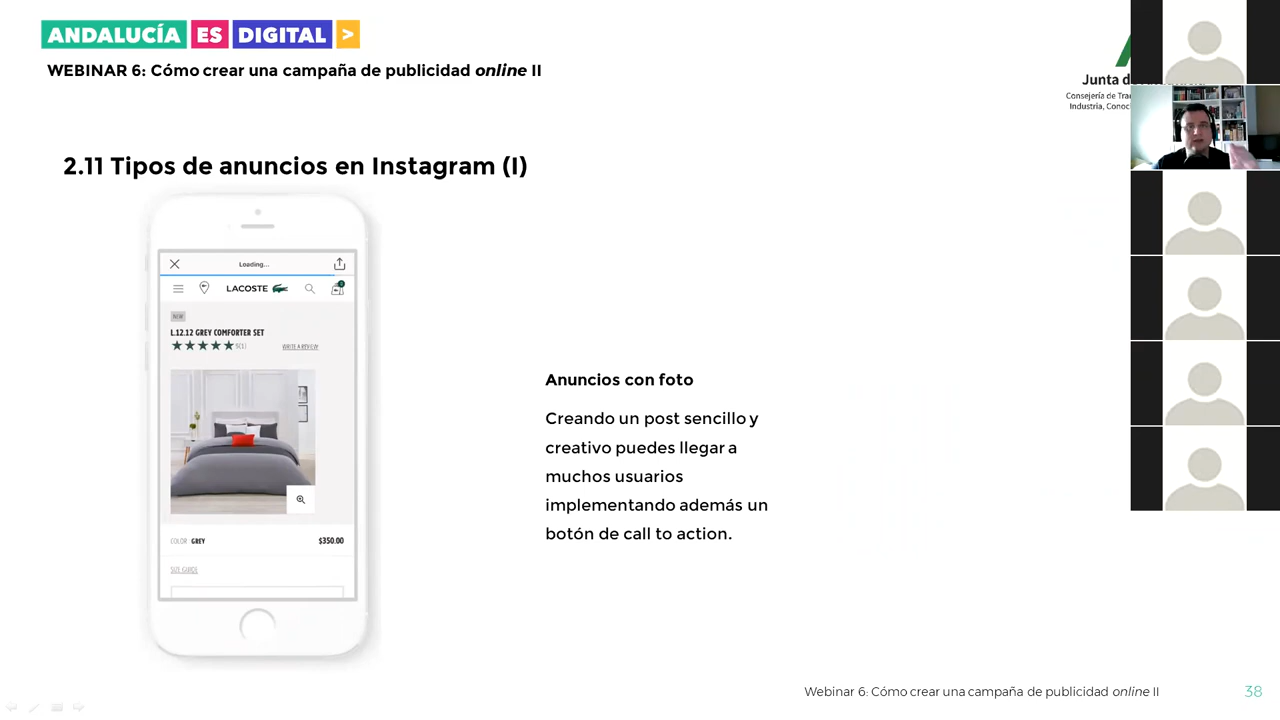 ANDALUCÍA ES DIGITAL >
WEBINAR 6: Cómo crear una campaña de publicidad online II
Junta d
Consejería de Tra
Industria, Conoc
2.11 Tipos de anuncios en Instagram (I)
Loading...
LACOSTE
NEW
L.12.12 GREY COMFORTER SET
5(1)
WRITE A REVIEW
COLOR GREY
$350.00
SIZE GUIDE
Anuncios con foto
Creando un post sencillo y
creativo puedes llegar a
muchos usuarios
implementando además un
botón de call to action.
Webinar 6: Cómo crear una campaña de publicidad online II
38